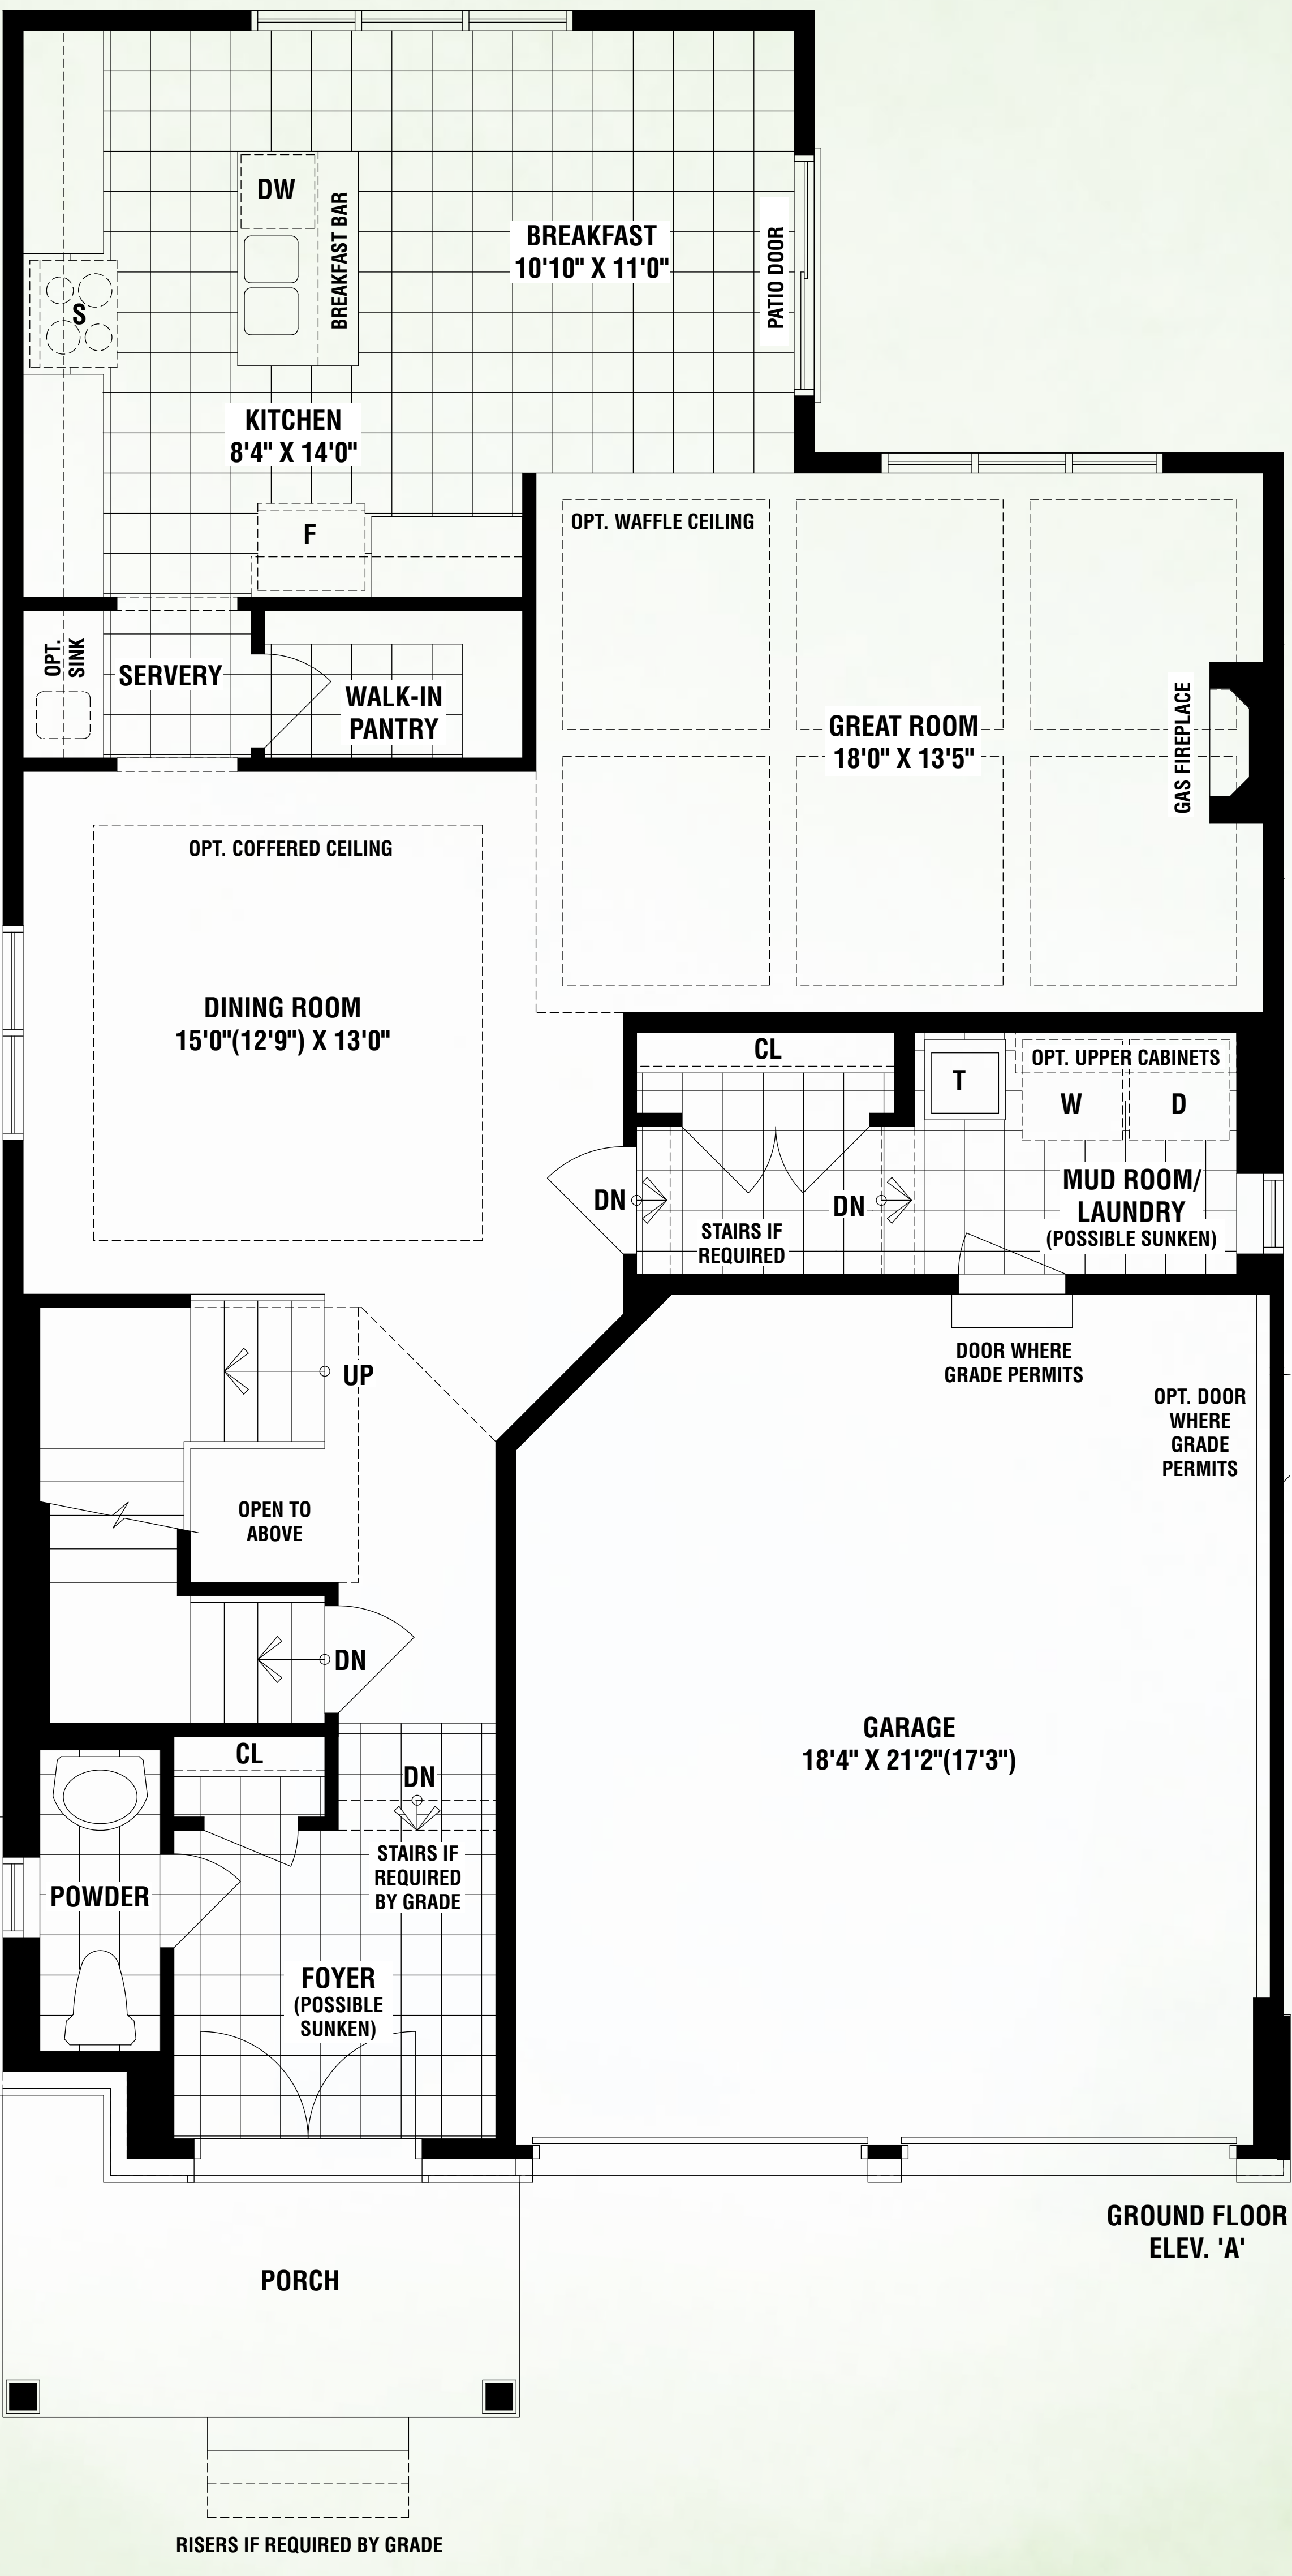 DW
BREAKFAST BAR
BREAKFAST
10'10" X 11'0"
PATIO DOOR
S
KITCHEN
8'4" X 14'0"
F
OPT. WAFFLE CEILING
OPT.
SINK
SERVERY
WALK-IN
PANTRY
GREAT ROOM
18'0" X 13'5"
GAS FIREPLACE
OPT. COFFERED CEILING
DINING ROOM
15'0"(12'9") X 13'0"
CL
T
OPT. UPPER CABINETS
W
D
DN
STAIRS IF
REQUIRED
DN
MUD ROOM/
LAUNDRY
(POSSIBLE SUNKEN)
DOOR WHERE
GRADE PERMITS
OPT. DOOR
WHERE
GRADE
PERMITS
UP
OPEN TO
ABOVE
DN
GARAGE
18'4" X 21'2"(17'3")
CL
DN
STAIRS IF
REQUIRED
BY GRADE
POWDER
FOYER
(POSSIBLE
SUNKEN)
GROUND FLOOR
ELEV. 'A'
PORCH
RISERS IF REQUIRED BY GRADE